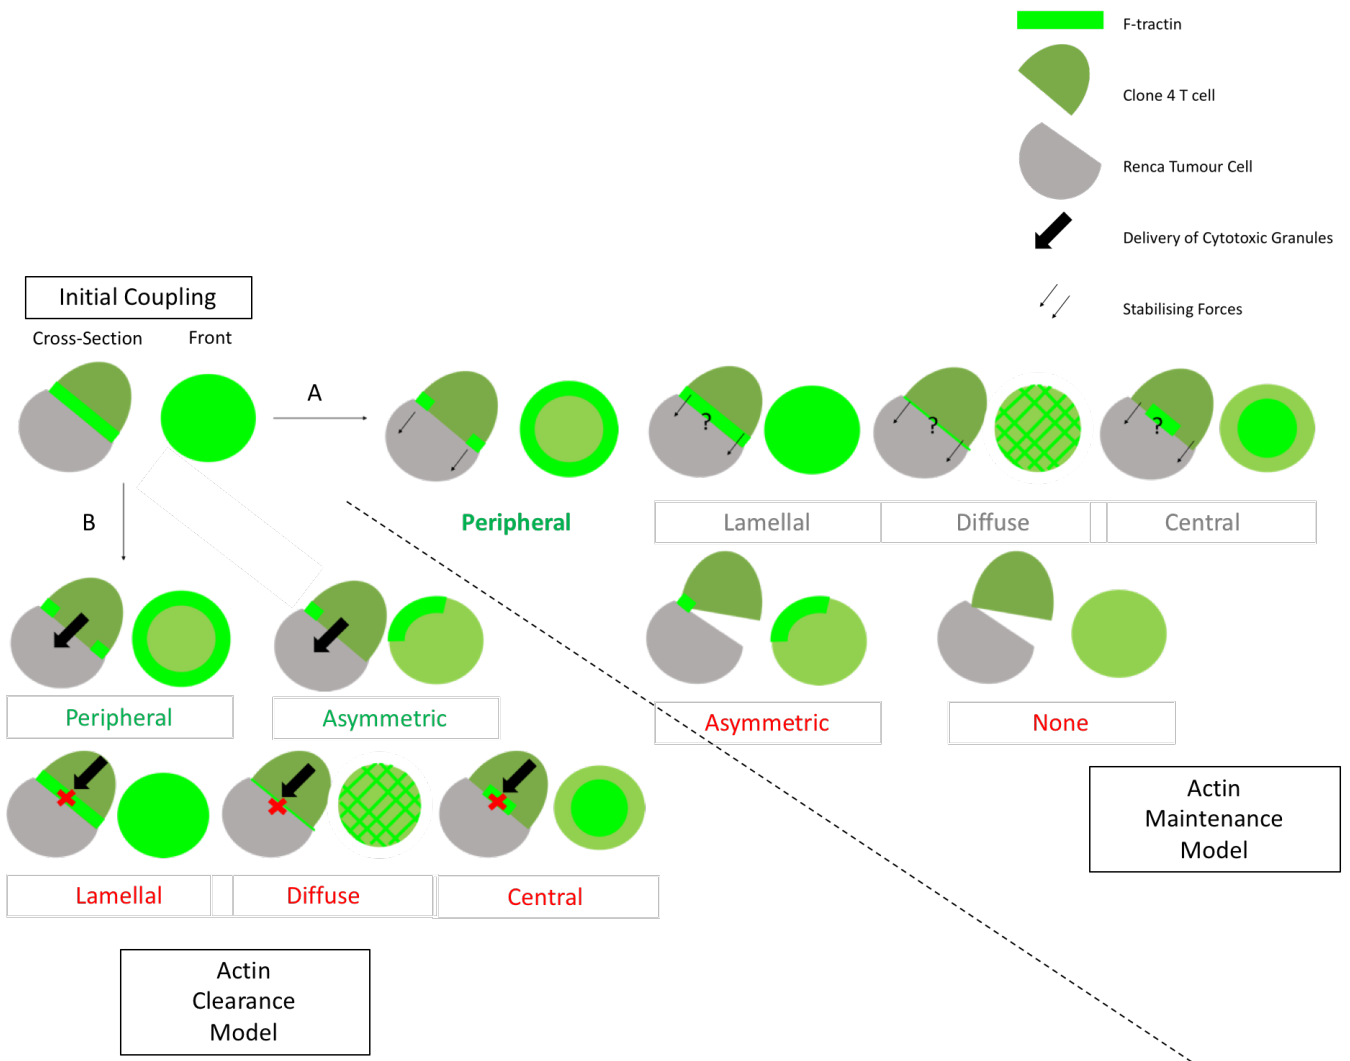 F-tractin
Clone 4 T cell
Renca Tumour Cell
Delivery of Cytotoxic Granules
Stabilising Forces
Initial Coupling
Cross-Section
Front
A
? ? ?
Peripheral
Lamellal
Diffuse
Central
B
Peripheral
Asymmetric
Asymmetric
None
Lamellal
Diffuse
Central
Actin
Maintenance
Model
Actin
Clearance
Model